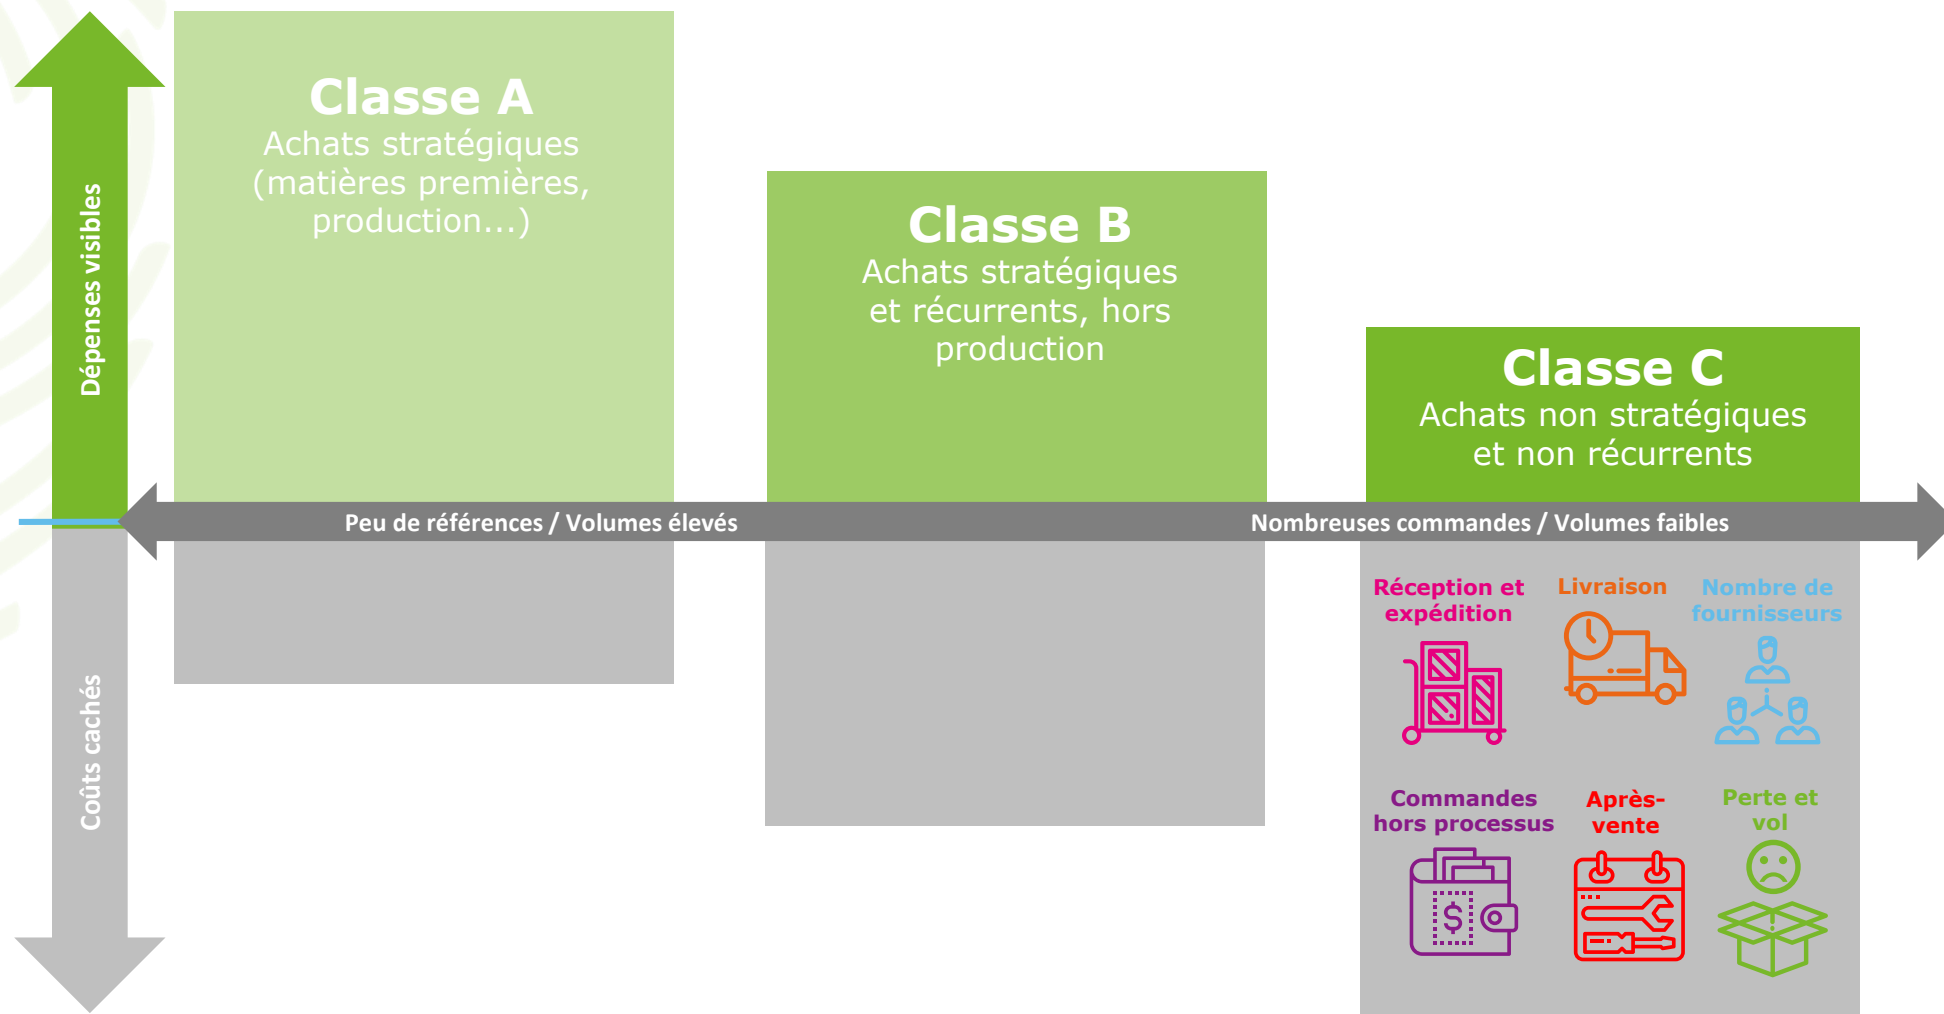 Dépenses visibles
Coûts cachés
Classe A
Achats stratégiques
(matières premières,
production...)
Classe B
Achats stratégiques
et récurrents, hors
production
Classe C
Achats non stratégiques
et non récurrents
Peu de références / Volumes élevés
Nombreuses commandes / Volumes faibles
Réception et
expédition
Livraison
Nombre de
fournisseurs
Commandes
hors processus
$
Après-
vente
Perte et
vol